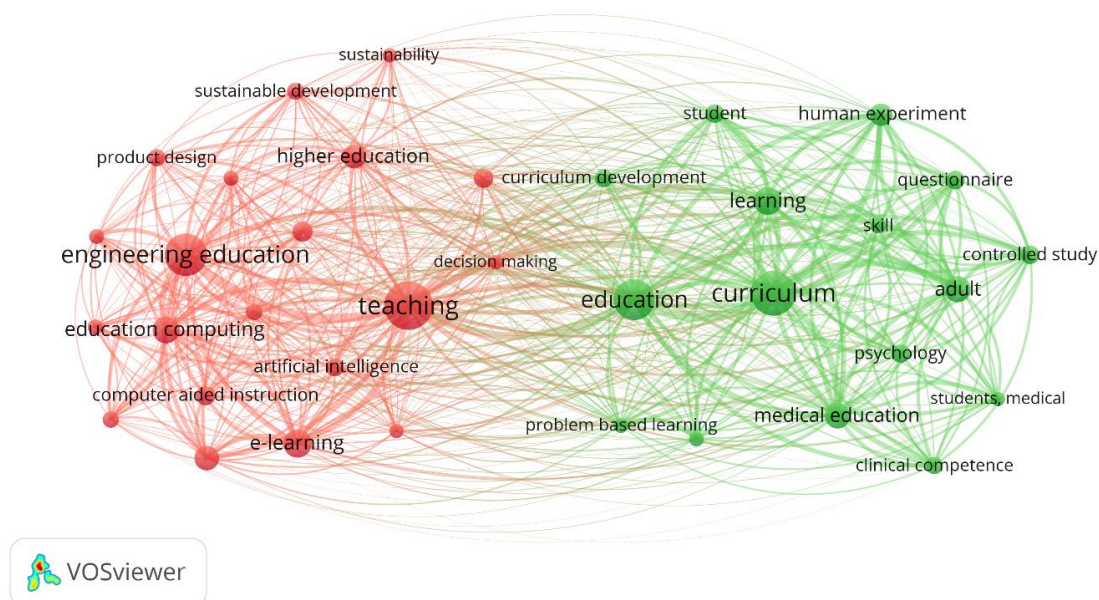 sustainability
sustainable development
student
human experiment
product design
higher education
curriculum development
questionnaire
learning
skill
engineering education
decision making
controlled study
teaching
education
curriculum
adult
education computing
artificial intelligence
psychology
computer aided instruction
students, medical
e-learning
problem based learning
medical education
clinical competence
VOSviewer